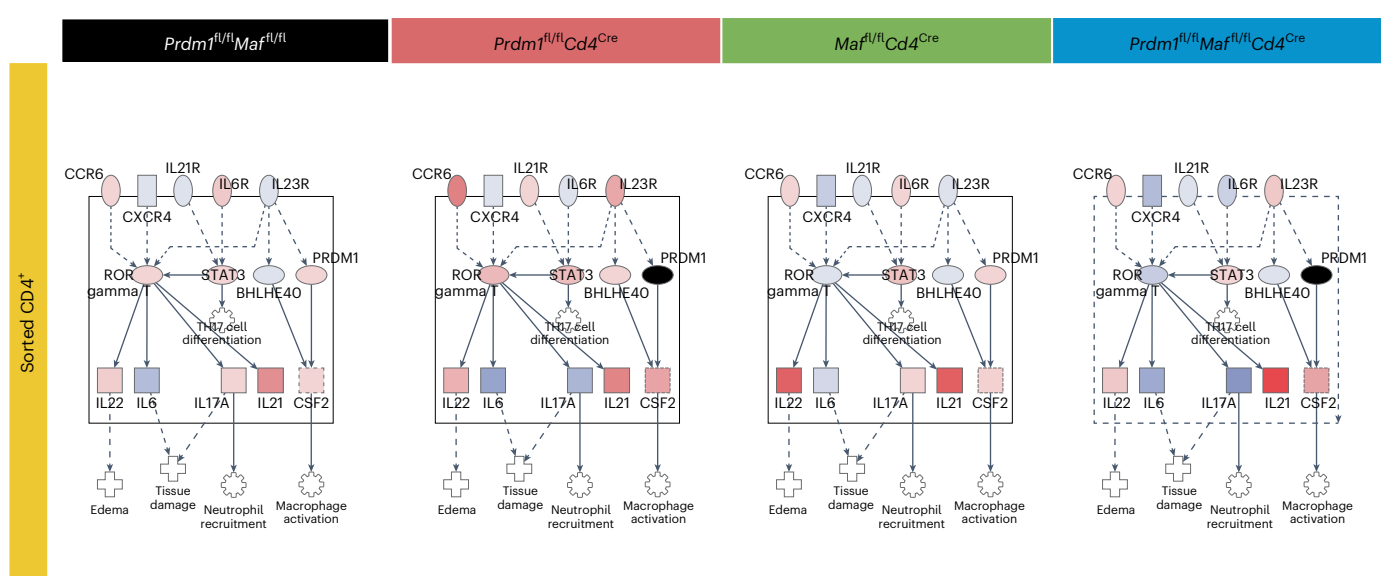 Prdm1fl/flMaffl/fl
Prdm1fl/flCd4Cre
Maffl/flCd4Cre
Prdm1fl/flMaffl/flCd4Cre
Sorted CD4+
CCR6
IL21R
IL6R
IL23R
CXCR4
PRDM1
ROR
gamma T
STAT3
BHLHE40
TH17 cell
differentiation
IL22
IL6
IL17A
IL21
CSF2
Edema
Tissue
damage
Neutrophil
recruitment
Macrophage
activation
CCR6
IL21R
IL6R
IL23R
CXCR4
PRDM1
ROR
gamma T
STAT3
BHLHE40
TH17 cell
differentiation
IL22
IL6
IL17A
IL21
CSF2
Edema
Tissue
damage
Neutrophil
recruitment
Macrophage
activation
CCR6
IL21R
IL6R
IL23R
CXCR4
PRDM1
ROR
gamma T
STAT3
BHLHE40
TH17 cell
differentiation
IL22
IL6
IL17A
IL21
CSF2
Edema
Tissue
damage
Neutrophil
recruitment
Macrophage
activation
CCR6
IL21R
IL6R
IL23R
CXCR4
PRDM1
ROR
gamma T
STAT3
BHLHE40
TH17 cell
differentiation
IL22
IL6
IL17A
IL21
CSF2
Edema
Tissue
damage
Neutrophil
recruitment
Macrophage
activation